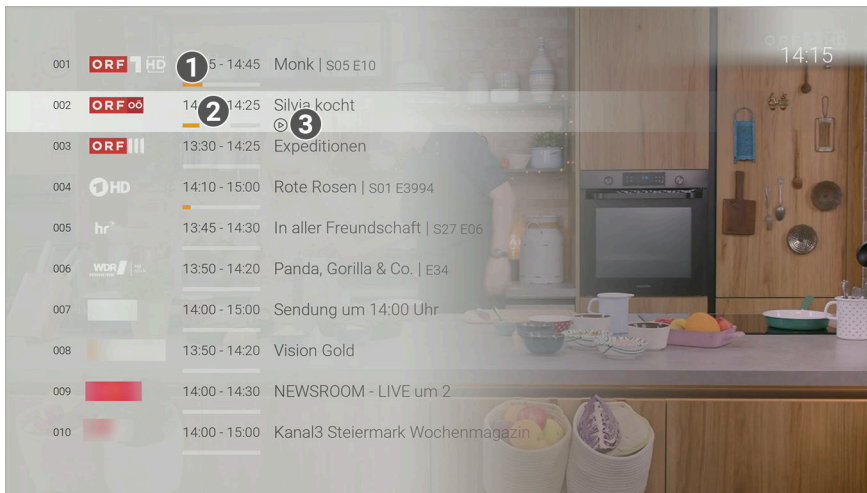 14:15
001 ORF 1 HD 1 5 - 14:45 Monk | S05 E10
002 ORF OÖ 14 2 14:25 Silvia kocht
3
003 ORF III 13:30 - 14:25 Expeditionen
004 1 HD 14:10 - 15:00 Rote Rosen | S01 E3994
005 hr 13:45 - 14:30 In aller Freundschaft | S27 E06
006 WDR 13:50 - 14:20 Panda, Gorilla & Co. | E34
007 14:00 - 15:00 Sendung um 14:00 Uhr
008 13:50 - 14:20 Vision Gold
009 14:00 - 14:30 NEWSROOM - LIVE um 2
010 14:00 - 15:00 Kanal3 Steiermark Wochenmagazin